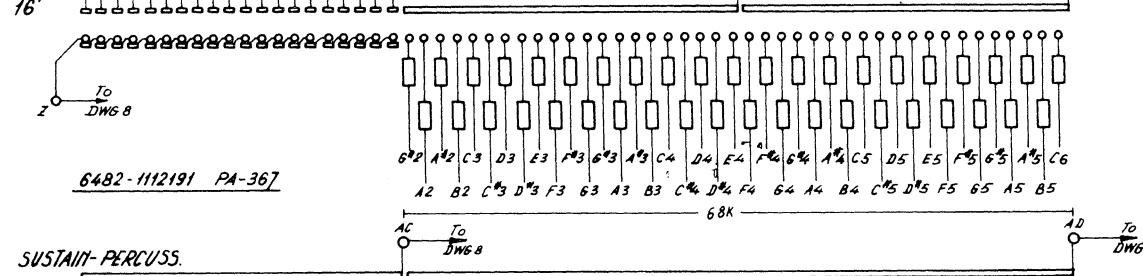 16'
Z
To
DWG 8
G#2 A#2 C3 D3 E3 F#3 G#3 A#3 C4 D4 E4 F#4 G#4 A#4 C5 D5 E5 F#5 G#5 A#5 C6
A2 B2 C#3 D#3 F3 G3 A3 B3 C#4 D#4 F4 G4 A4 B4 C#5 D#5 F5 G5 A5 B5
6482-1112191 PA-367
68K
AC
To
DWG 8
AD
To
DWG
SUSTAIN-PERCUSS.